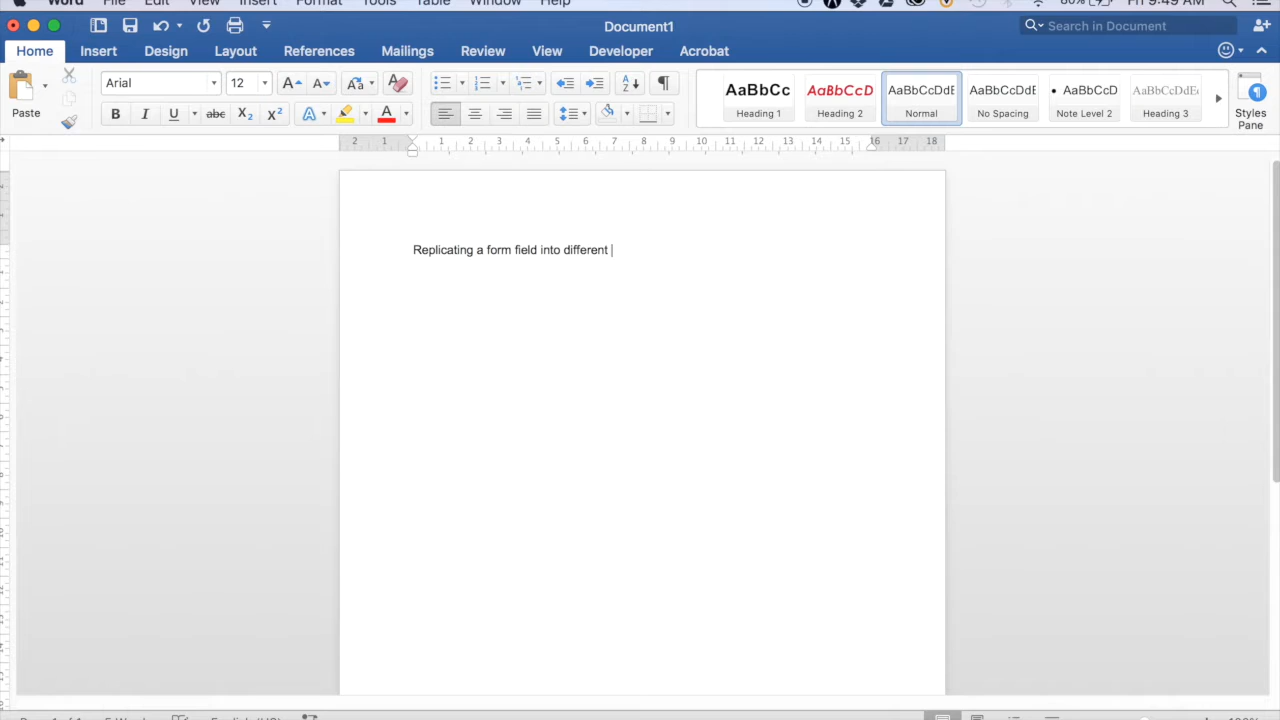 Word File Edit View Insert Format Tools Table Window Help Fri 9:49 AM
Document1
Search in Document
Home Insert Design Layout References Mailings Review View Developer Acrobat
Paste
Arial 12
AaBbCc AaBbCcD AaBbCcDdE AaBbCcDdE AaBbCcD AaBbCcDdEe
Heading 1 Heading 2 Normal No Spacing Note Level 2 Heading 3
Styles Pane
2 1 1 2 3 4 5 6 7 8 9 10 11 12 13 14 15 16 17 18
Replicating a form field into different